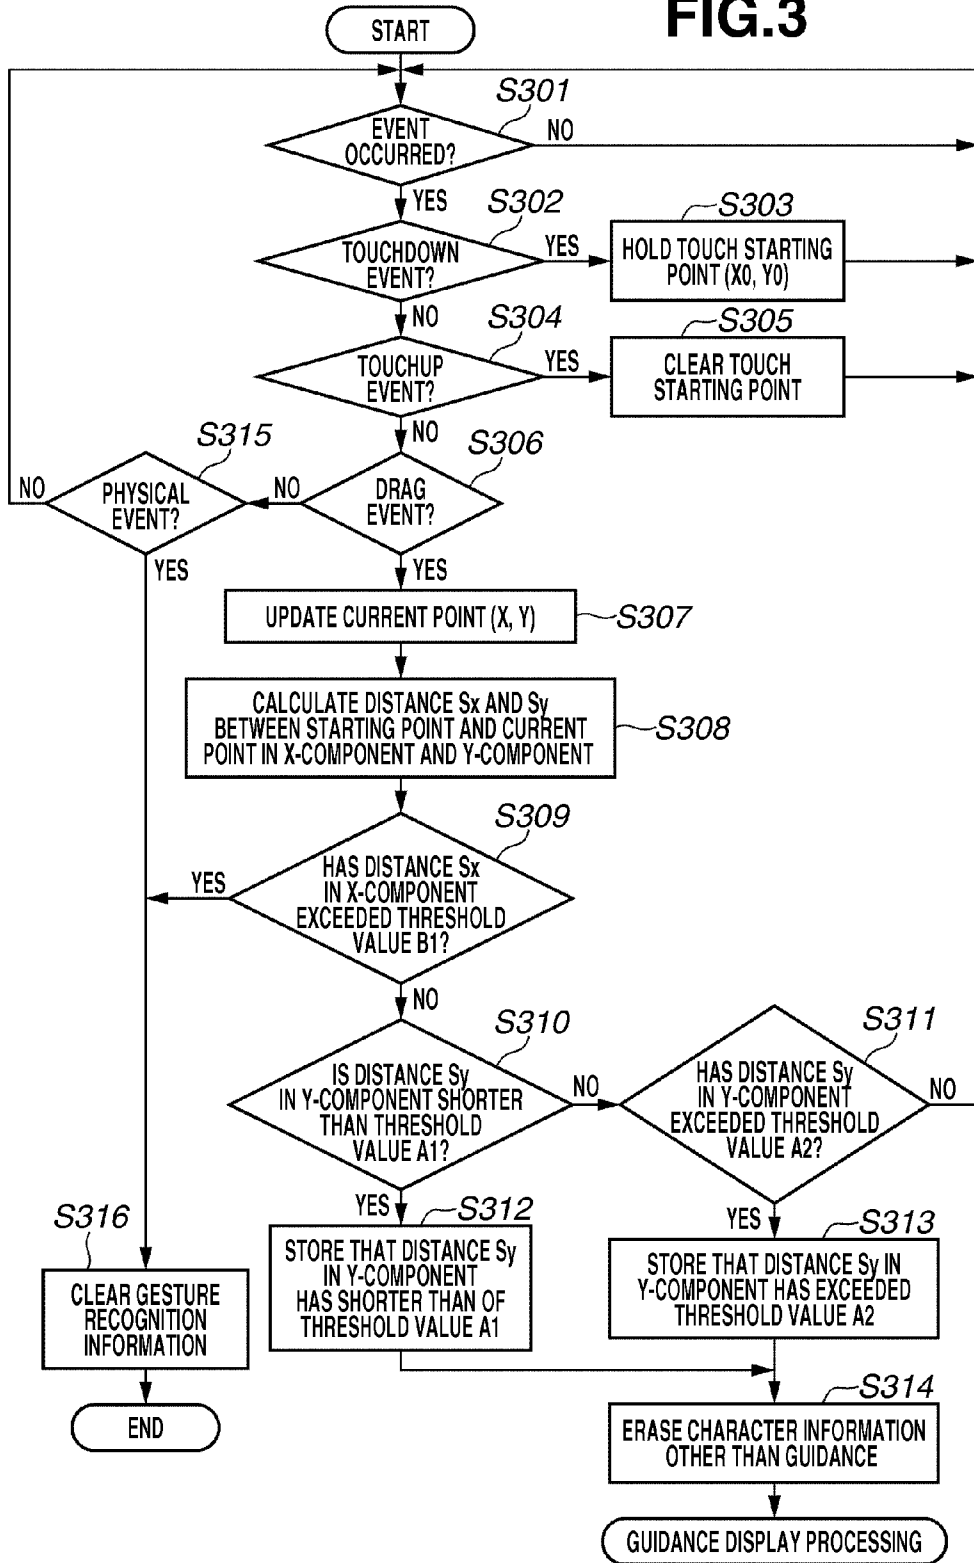 FIG.3
START
S301
EVENT
OCCURRED?
NO
YES
S302
TOUCHDOWN
EVENT?
YES
S303
HOLD TOUCH STARTING
POINT (X0, Y0)
NO
S304
TOUCHUP
EVENT?
YES
S305
CLEAR TOUCH
STARTING POINT
NO
S306
DRAG
EVENT?
NO
S315
PHYSICAL
EVENT?
NO
YES
YES
UPDATE CURRENT POINT (X, Y)
S307
CALCULATE DISTANCE Sx AND Sy
BETWEEN STARTING POINT AND CURRENT
POINT IN X-COMPONENT AND Y-COMPONENT
S308
S309
HAS DISTANCE Sx
IN X-COMPONENT
EXCEEDED THRESHOLD
VALUE B1?
YES
NO
S310
IS DISTANCE Sy
IN Y-COMPONENT SHORTER
THAN THRESHOLD
VALUE A1?
NO
S311
HAS DISTANCE Sy
IN Y-COMPONENT
EXCEEDED THRESHOLD
VALUE A2?
NO
YES
S312
STORE THAT DISTANCE Sy
IN Y-COMPONENT
HAS SHORTER THAN OF
THRESHOLD VALUE A1
YES
S313
STORE THAT DISTANCE Sy IN
Y-COMPONENT HAS EXCEEDED
THRESHOLD VALUE A2
S316
CLEAR GESTURE
RECOGNITION
INFORMATION
END
S314
ERASE CHARACTER INFORMATION
OTHER THAN GUIDANCE
GUIDANCE DISPLAY PROCESSING